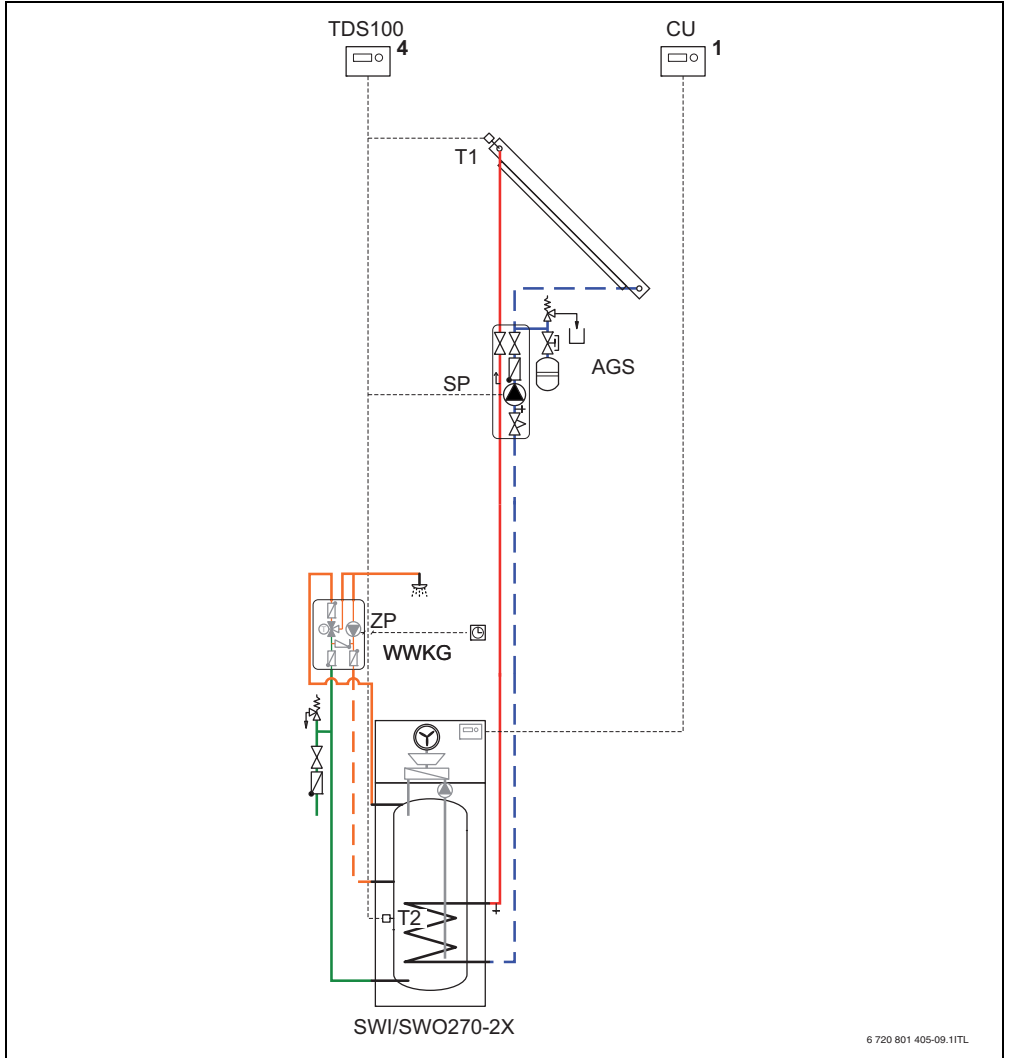 TDS100
4
CU
1
T1
AGS
SP
ZP
WWKG
T2
SWI/SWO270-2X
6 720 801 405-09.1ITL